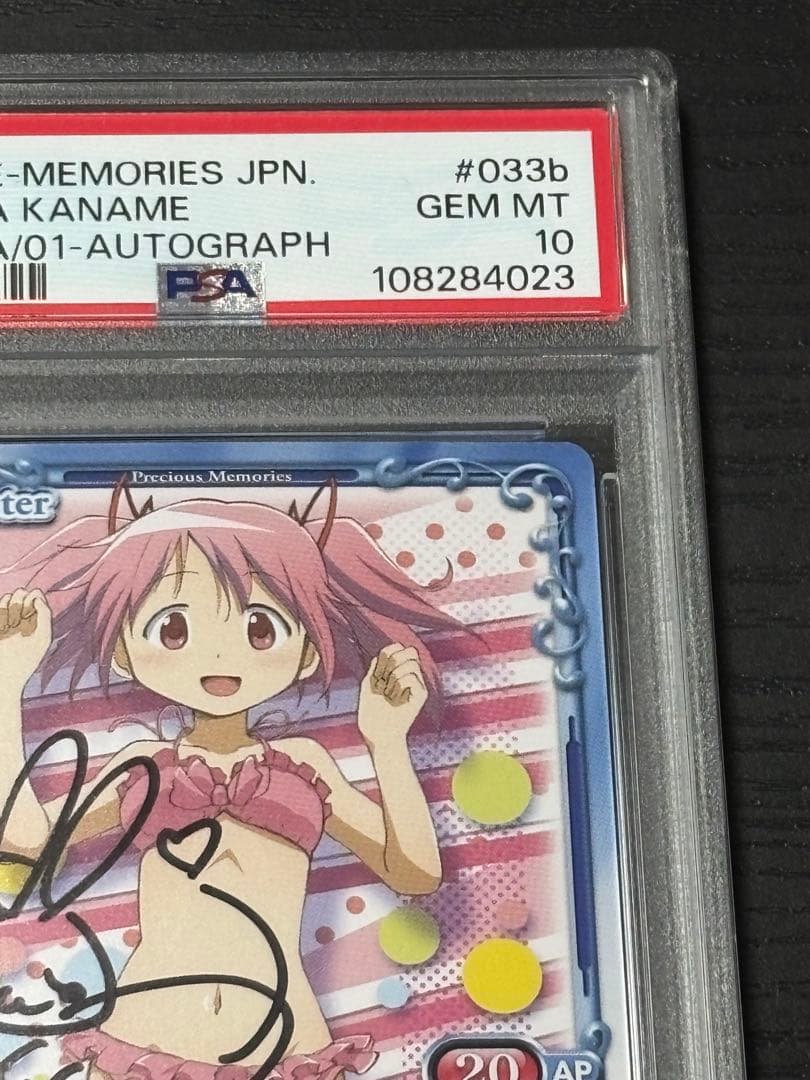 E-MEMORIES JPN. #033b
A KANAME GEM MT
A/01-AUTOGRAPH 10
PSA 108284023
Precious Memories
ter
20 AP